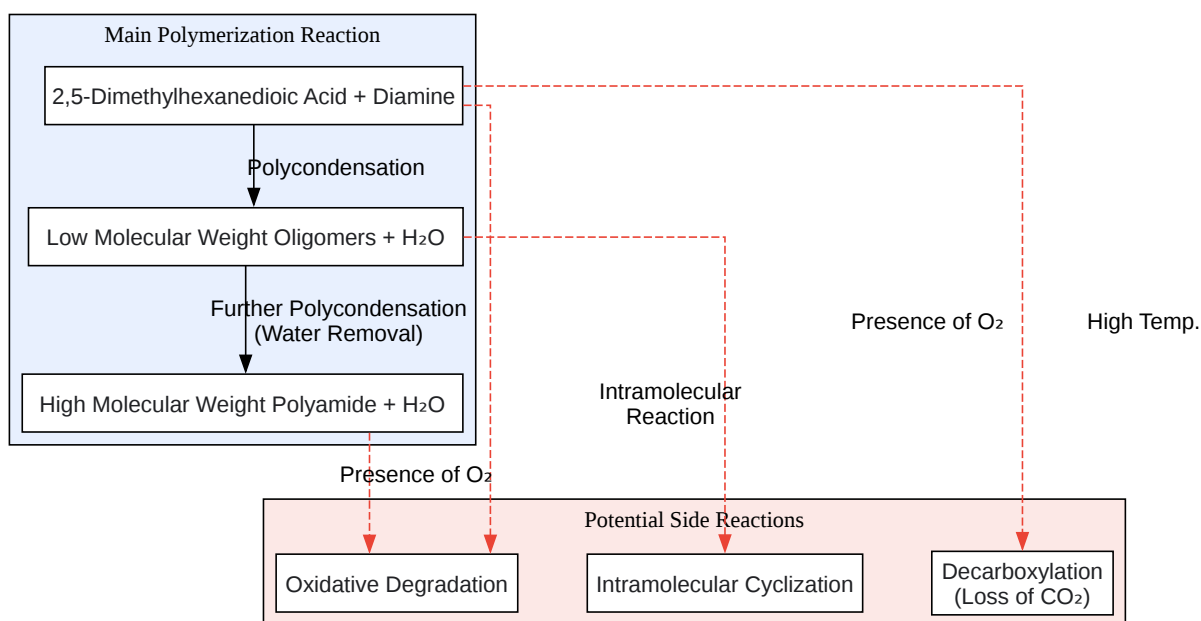 Main Polymerization Reaction
2,5-Dimethylhexanedioic Acid + Diamine
Polycondensation
Low Molecular Weight Oligomers + H₂O
Further Polycondensation
(Water Removal)
Presence of O₂
High Temp.
High Molecular Weight Polyamide + H₂O
Intramolecular
Reaction
Presence of O₂
Potential Side Reactions
Oxidative Degradation
Intramolecular Cyclization
Decarboxylation
(Loss of CO₂)